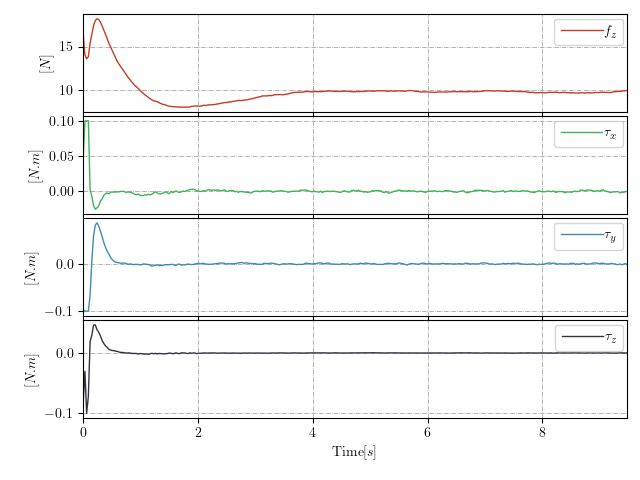 15
10
[N]
f_z
0.10
0.05
0.00
[N.m]
τ_x
0.0
−0.1
[N.m]
τ_y
0.0
−0.1
[N.m]
τ_z
0 2 4 6 8
Time[s]